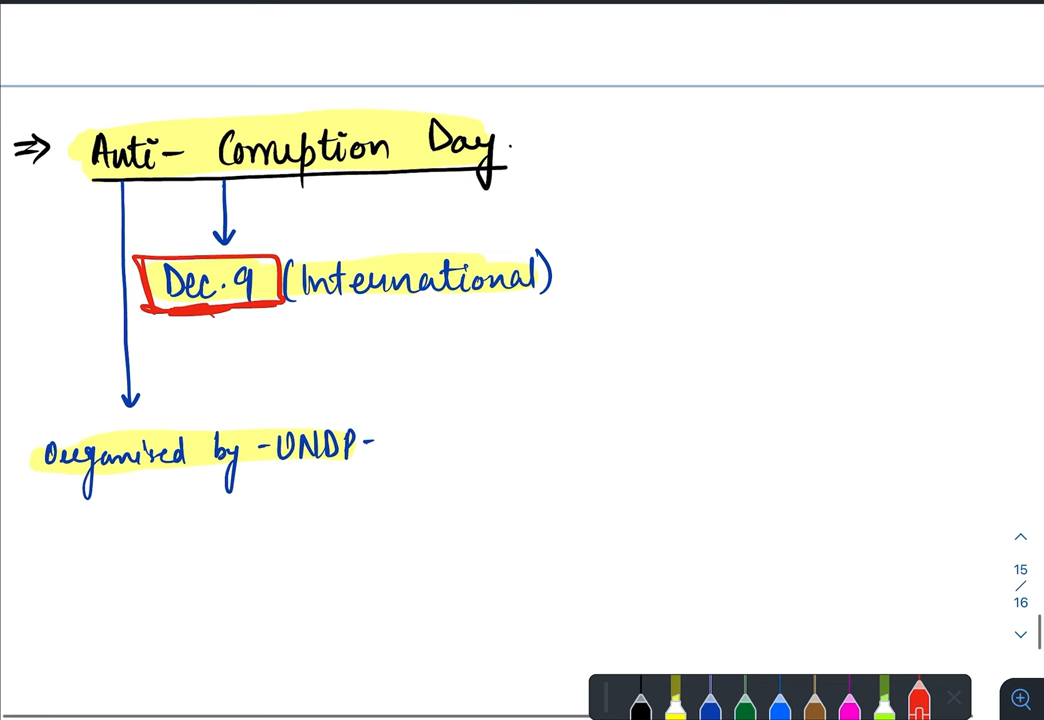 ⇒ Anti- Corruption Day.
Dec. 9 (International)
Organised by - UNDP -
15
/
16